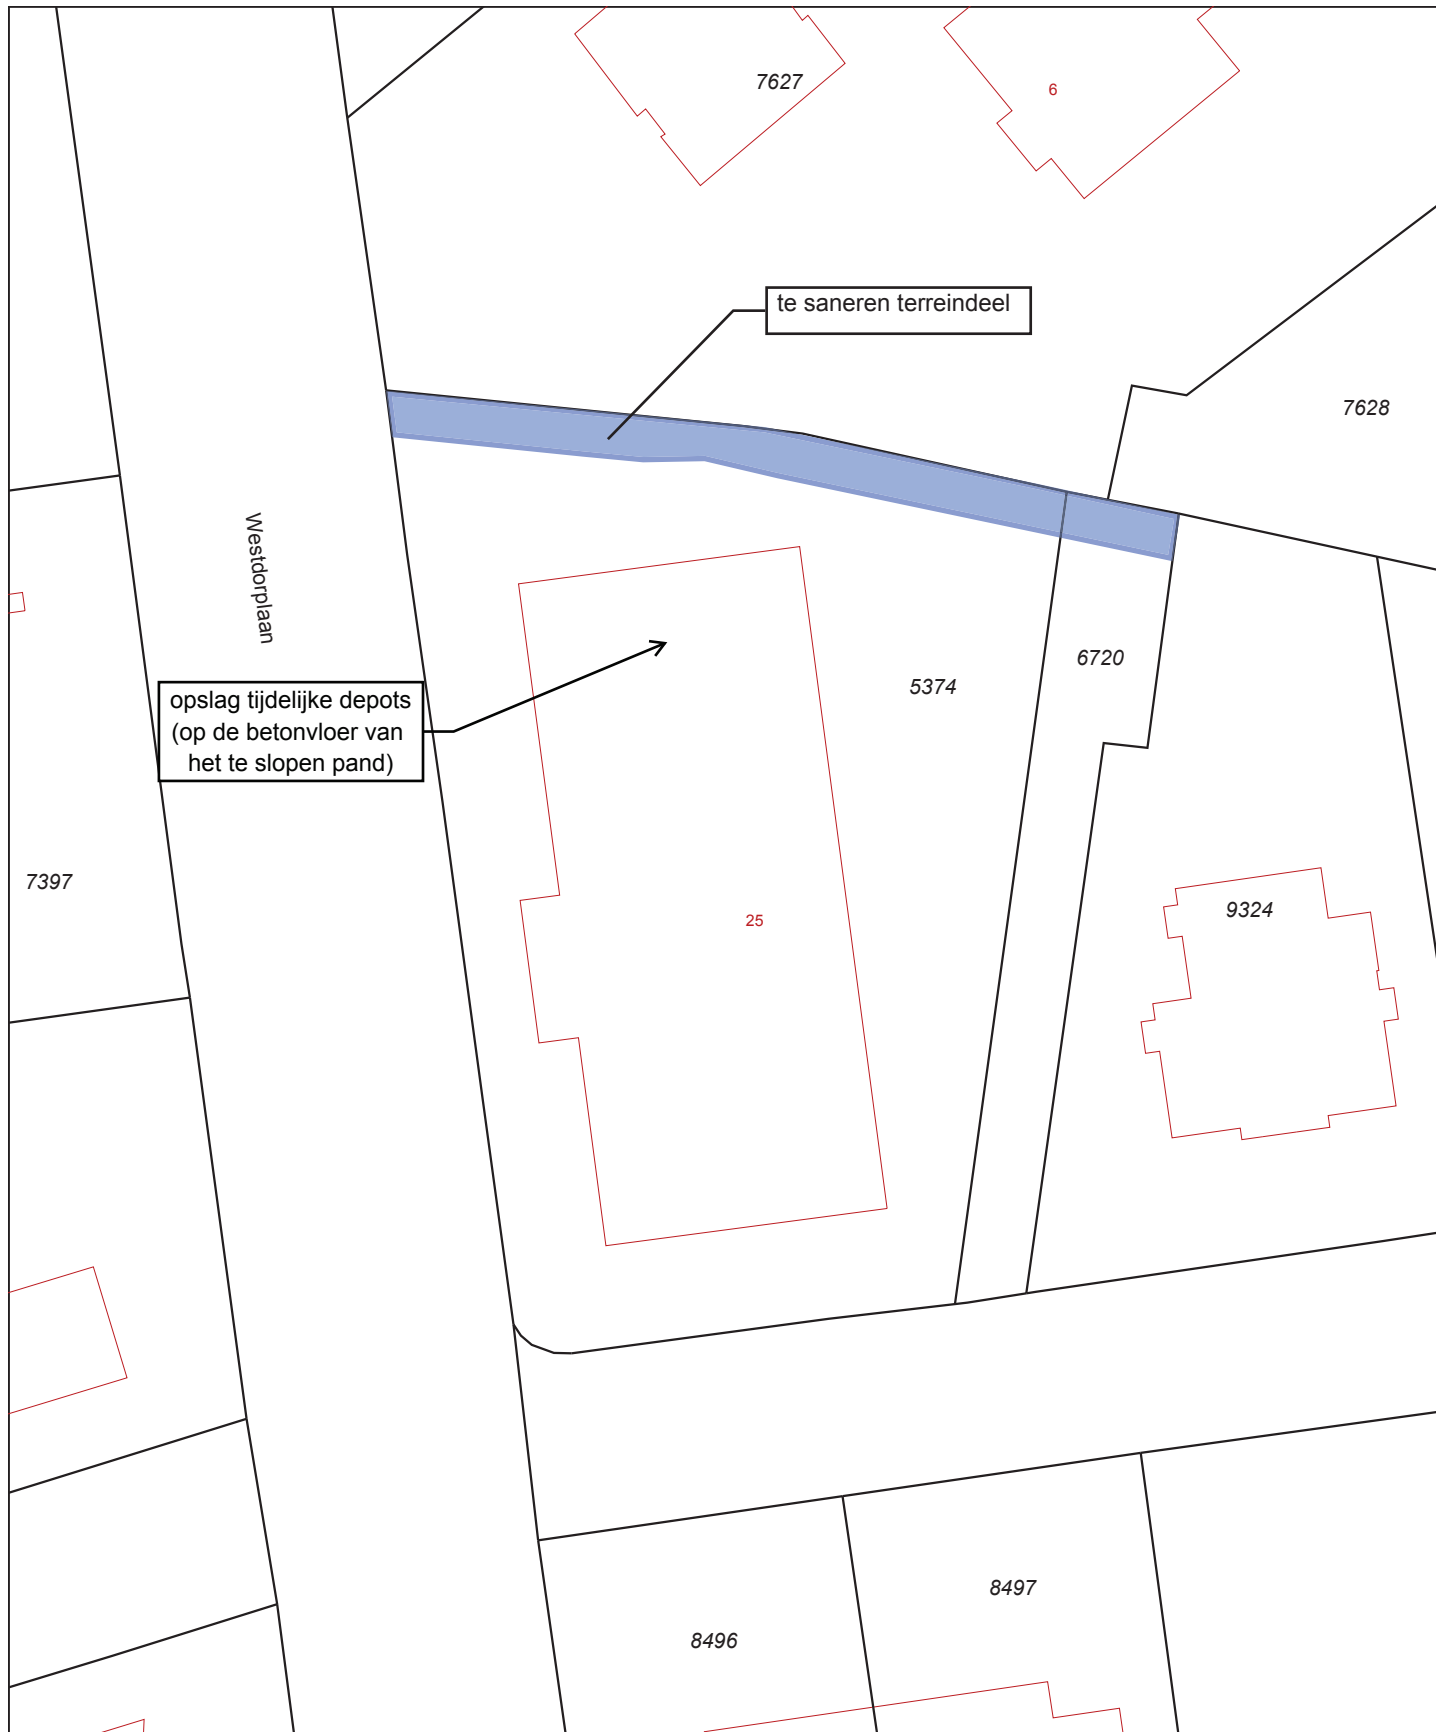 7627
6
te saneren terreindeel
7628
Westdorplaan
6720
5374
opslag tijdelijke depots
(op de betonvloer van
het te slopen pand)
7397
9324
25
8497
8496